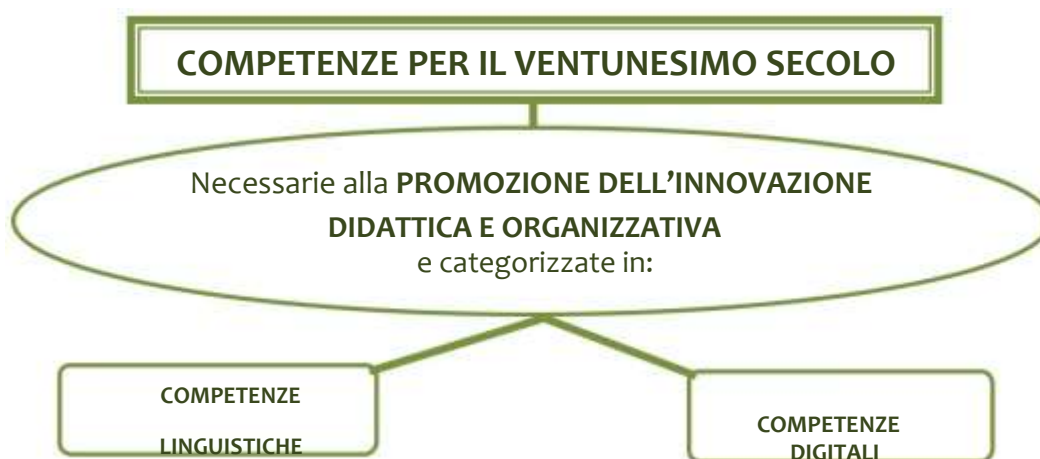 COMPETENZE PER IL VENTUNESIMO SECOLO
Necessarie alla PROMOZIONE DELL’INNOVAZIONE
DIDATTICA E ORGANIZZATIVA
e categorizzate in:
COMPETENZE
LINGUISTICHE
COMPETENZE
DIGITALI